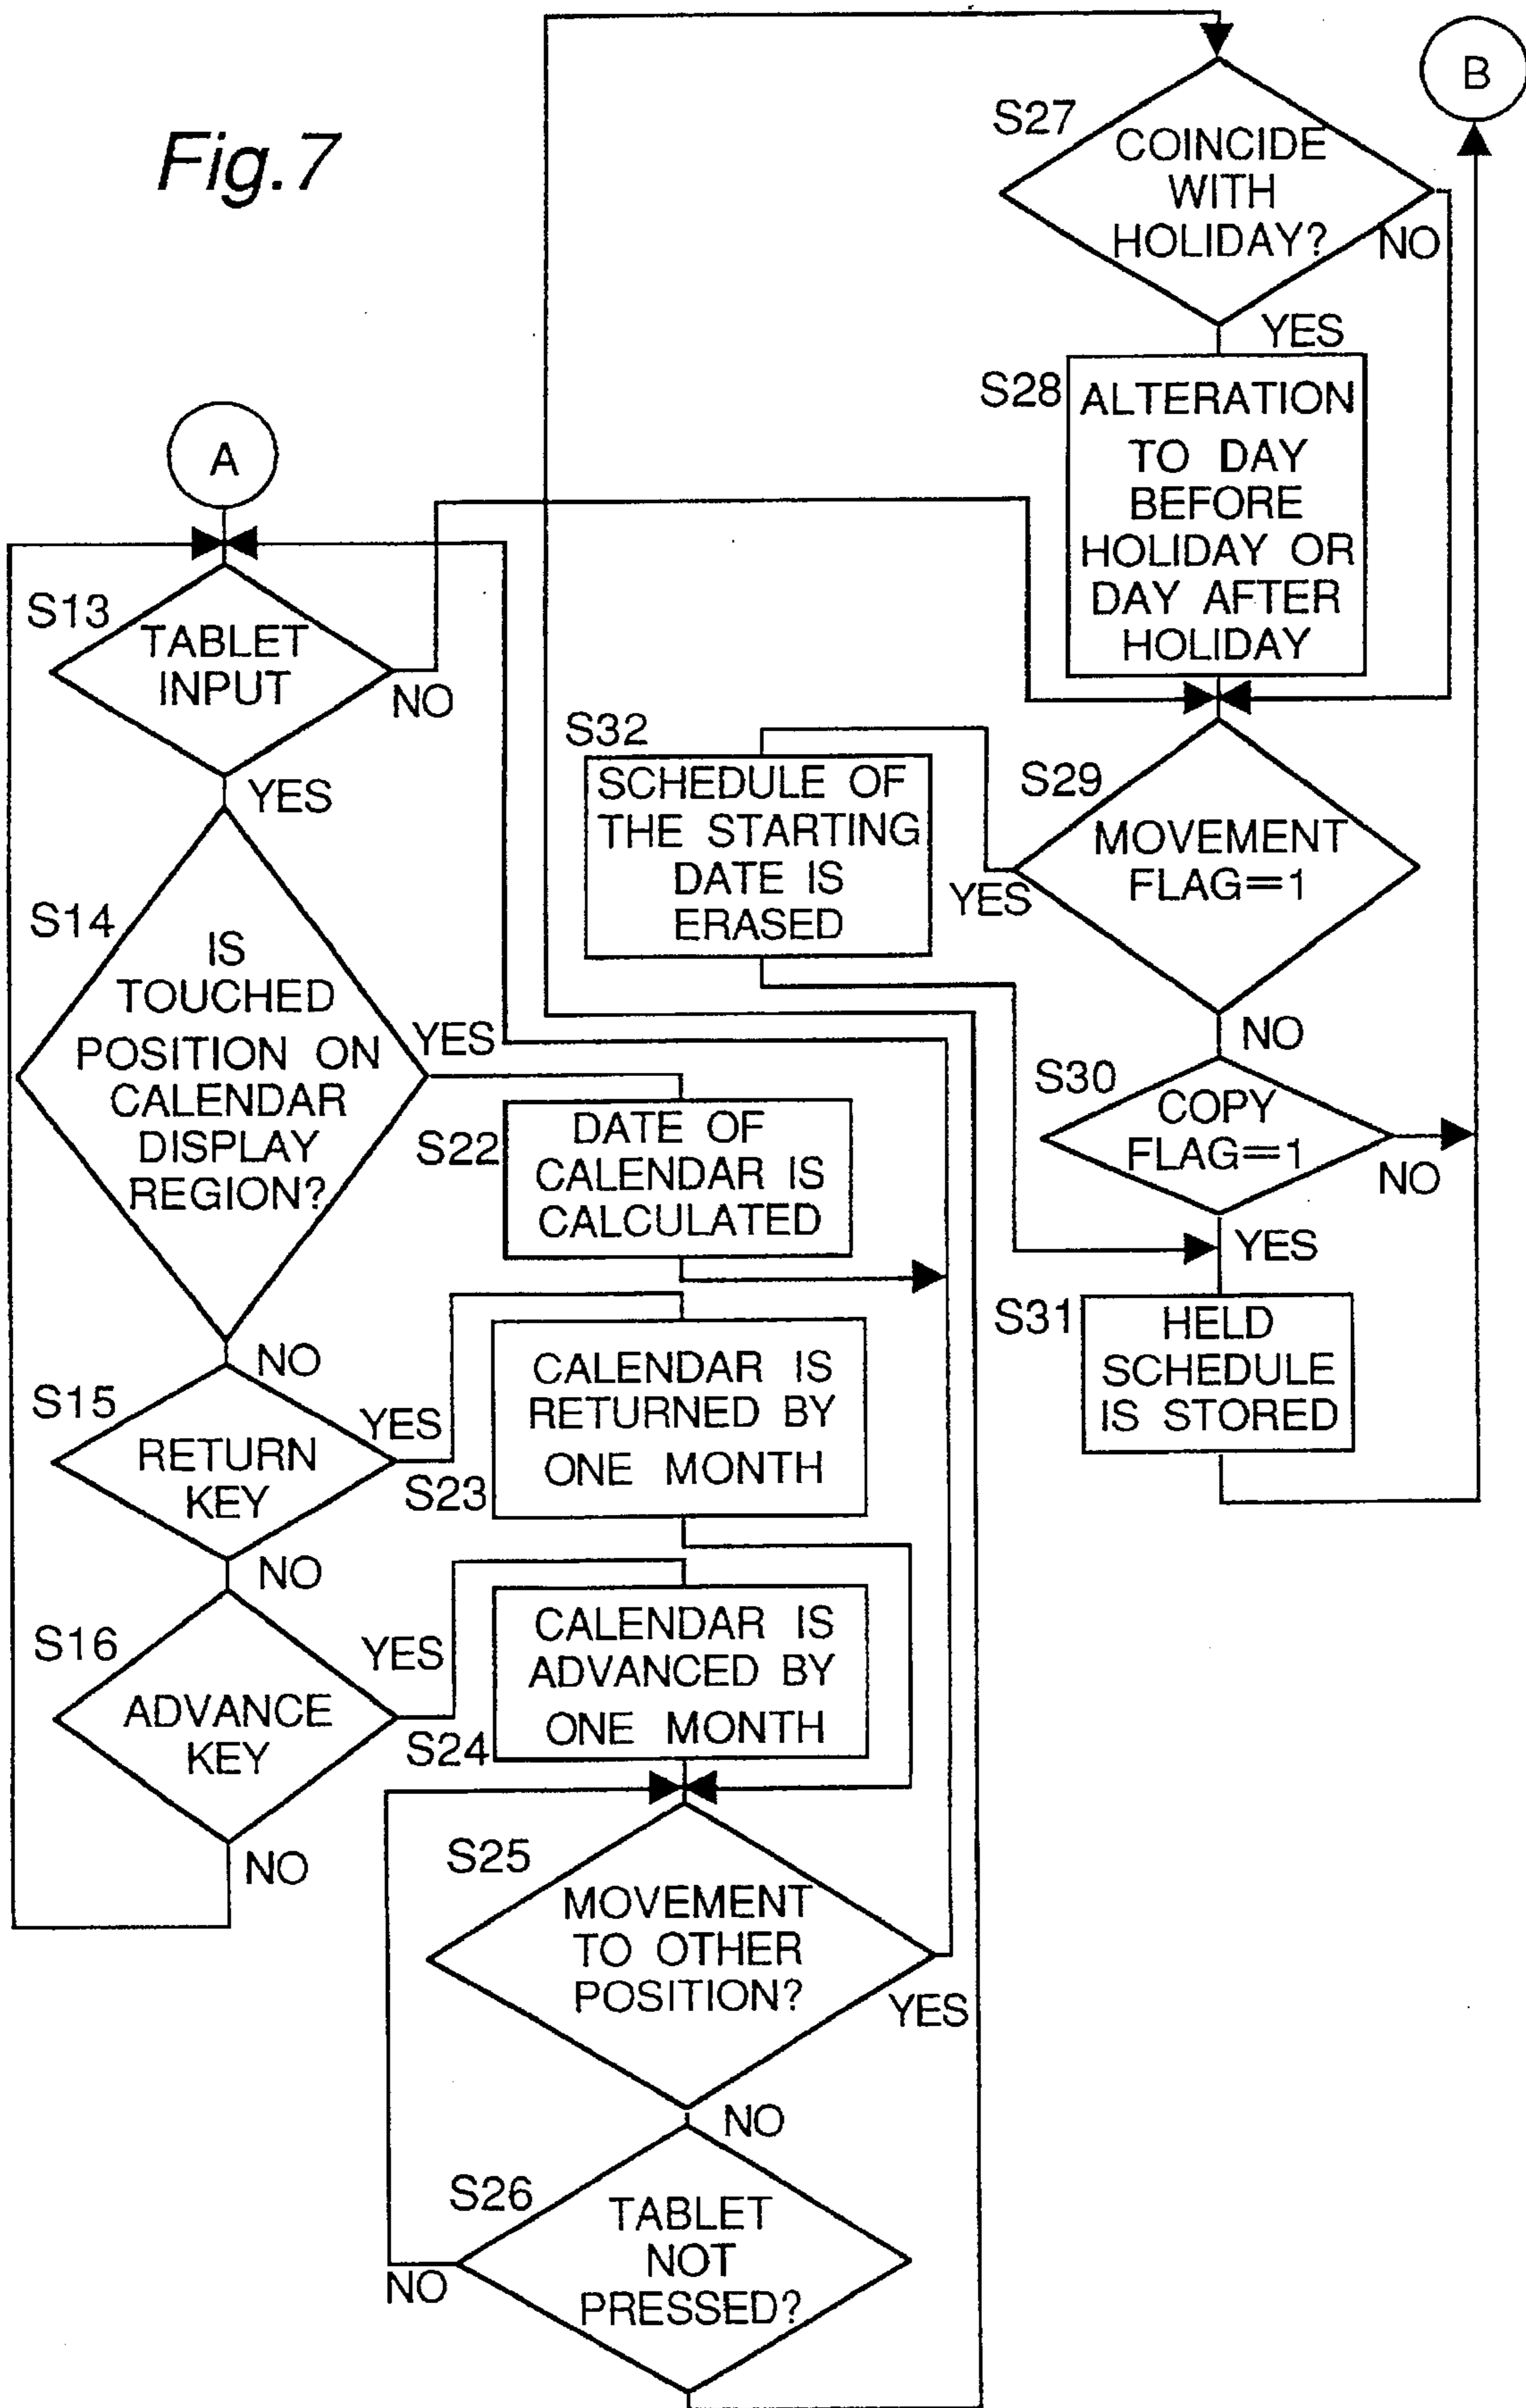 Fig.7
A
S13
TABLET
INPUT
NO
YES
S14
IS
TOUCHED
POSITION ON
CALENDAR
DISPLAY
REGION?
YES
NO
S22
DATE OF
CALENDAR IS
CALCULATED
S15
RETURN
KEY
YES
NO
S23
CALENDAR IS
RETURNED BY
ONE MONTH
S16
ADVANCE
KEY
YES
NO
S24
CALENDAR IS
ADVANCED BY
ONE MONTH
S25
MOVEMENT
TO OTHER
POSITION?
YES
NO
S26
TABLET
NOT
PRESSED?
NO
S27
COINCIDE
WITH
HOLIDAY?
NO
YES
S28
ALTERATION
TO DAY
BEFORE
HOLIDAY OR
DAY AFTER
HOLIDAY
S29
MOVEMENT
FLAG=1
YES
NO
S32
SCHEDULE OF
THE STARTING
DATE IS
ERASED
S30
COPY
FLAG=1
NO
YES
S31
HELD
SCHEDULE
IS STORED
B